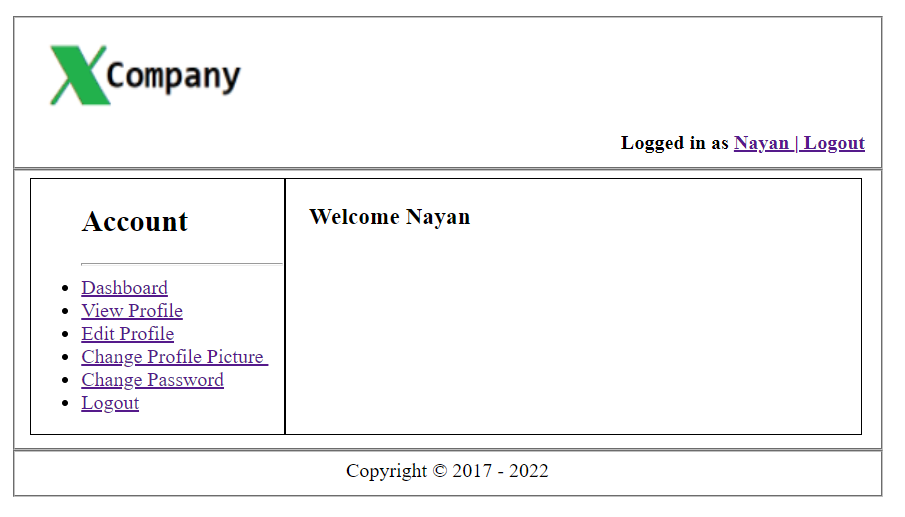 X Company
Logged in as Nayan | Logout
Account
Welcome Nayan
Dashboard
View Profile
Edit Profile
Change Profile Picture
Change Password
Logout
Copyright © 2017 - 2022